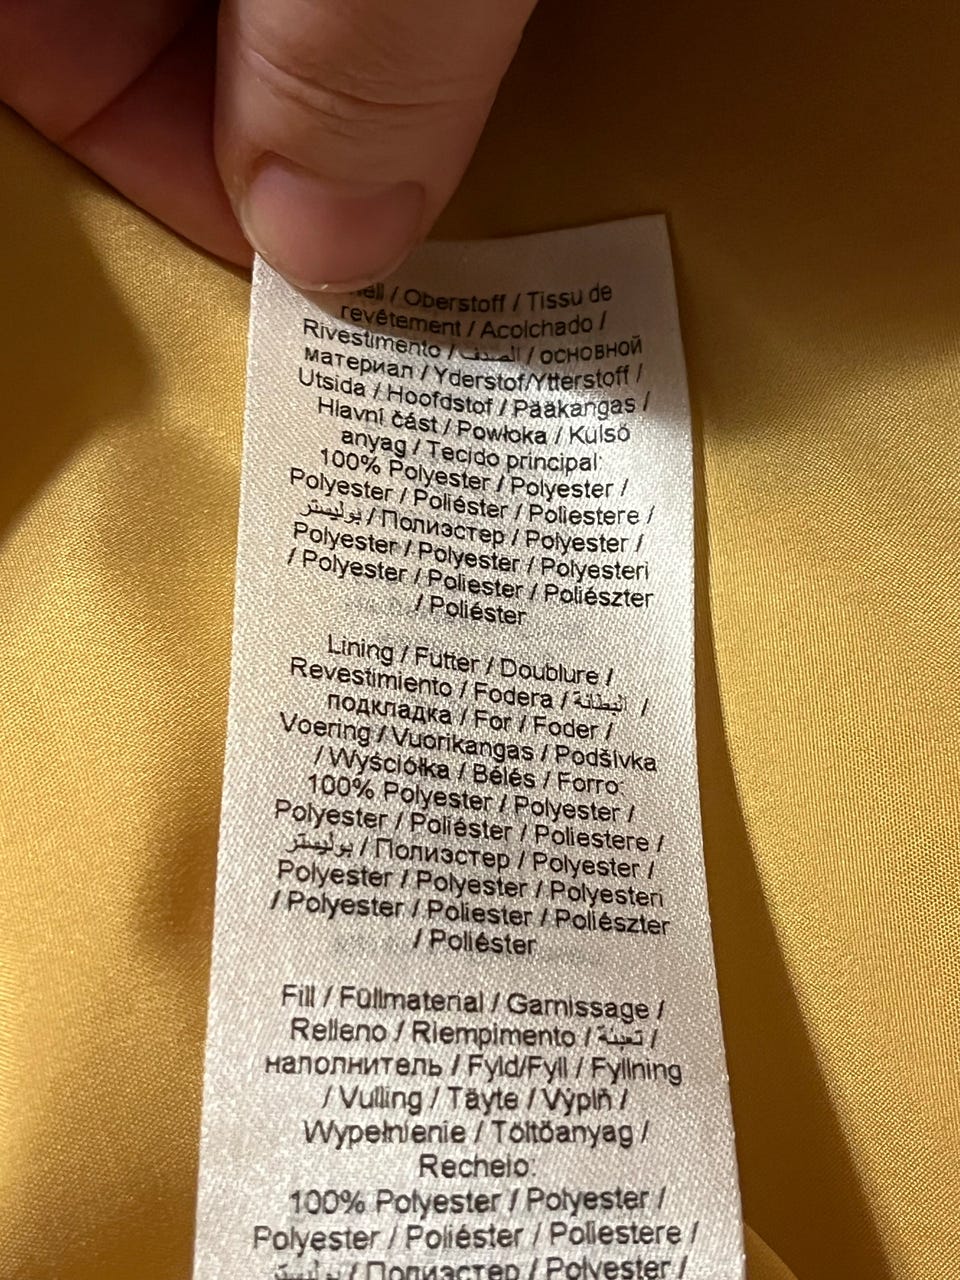 / Oberstoff / Tissu de
revêtement / Acolchado /
Rivestimento / الصدف / основной
материал / Yderstof/Ytterstoff /
Utsida / Hoofdstof / Pääkangas /
Hlavní část / Powłoka / Kulső
anyag / Tecido principal:
100% Polyester / Polyester /
Polyester / Poliéster / Poliestere /
بوليستر / Полиэстер / Polyester /
Polyester / Polyester / Polyesteri
/ Polyester / Poliester / Poliészter
/ Poliéster
Lining / Futter / Doublure /
Revestimiento / Fodera / البطانة /
подкладка / For / Foder /
Voering / Vuorikangas / Podšívka
/ Wyściółka / Bélés / Forro:
100% Polyester / Polyester /
Polyester / Poliéster / Poliestere /
بوليستر / Полиэстер / Polyester /
Polyester / Polyester / Polyesteri
/ Polyester / Poliester / Poliészter
/ Poliéster
Fill / Füllmaterial / Garnissage /
Relleno / Riempimento / تعبئة /
наполнитель / Fyld/Fyll / Fyllning
/ Vulling / Täyte / Výplň /
Wypełnienie / Töltőanyag /
Recheio:
100% Polyester / Polyester /
Polyester / Poliéster / Poliestere /
بوليستر / Полиэстер / Polyester /